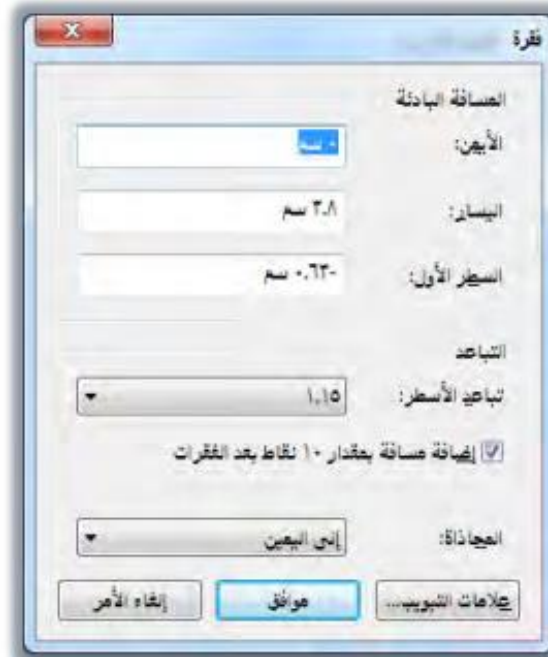 فقرة
المسافة البادئة
الأيمن: ٠ سم
اليسار: ٣.٨ سم
السطر الأول: -٠.٦٣ سم
التباعد
تباعد الأسطر: ١.١٥
إضافة مسافة بمقدار ١٠ نقاط بعد الفقرات
المحاذاة: إلى اليمين
علامات التبويب... موافق إلغاء الأمر